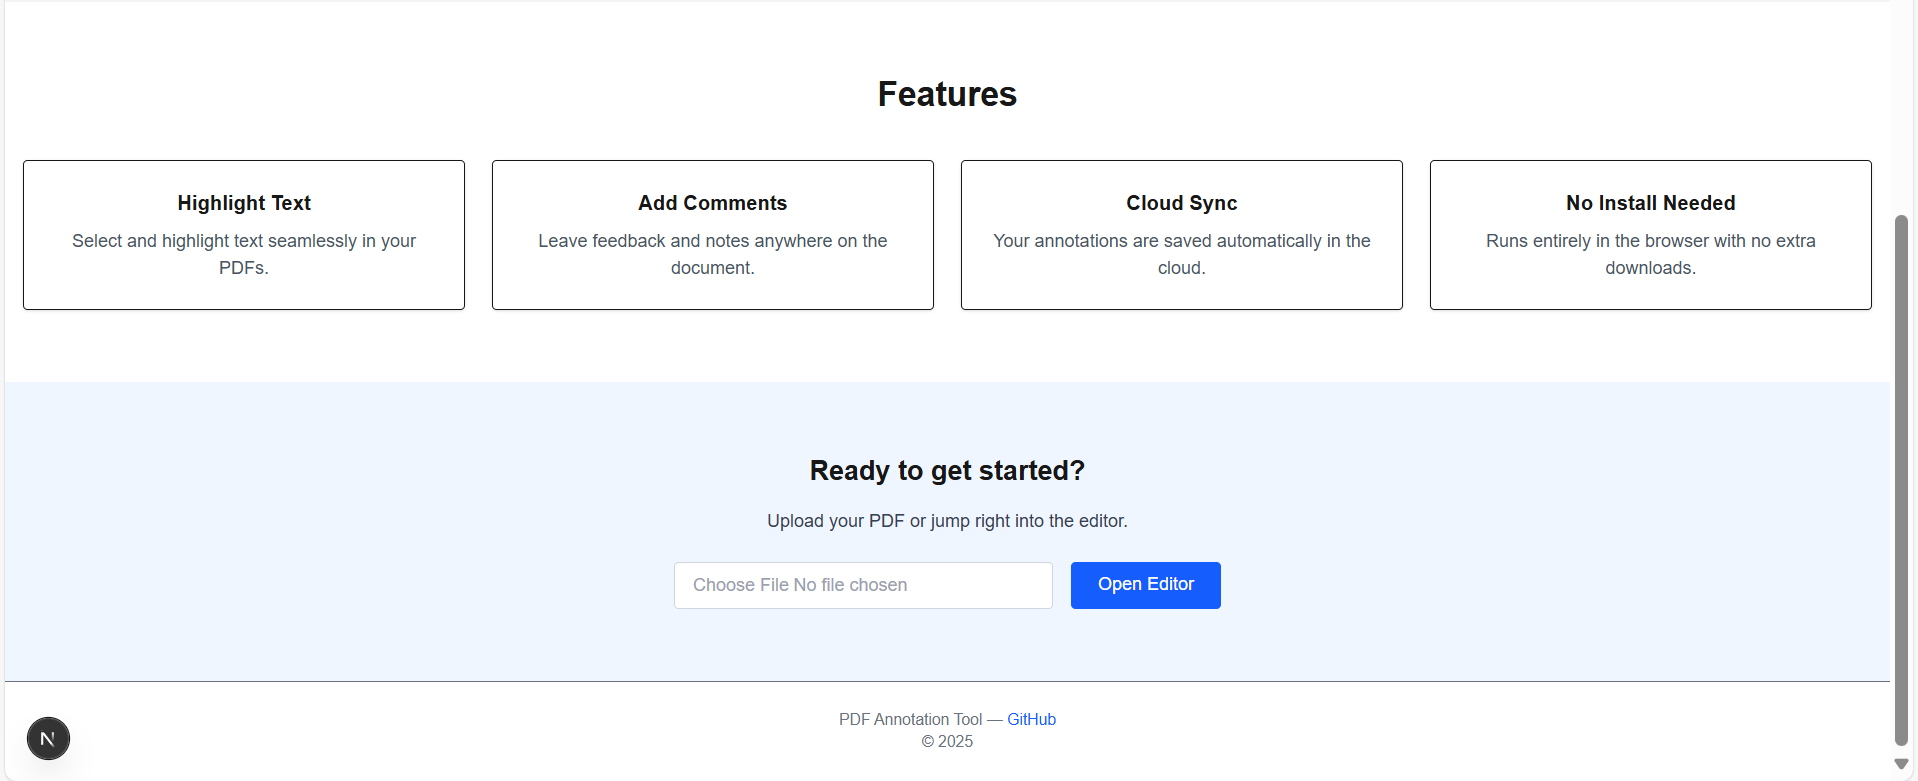 Features
Highlight Text
Select and highlight text seamlessly in your
PDFs.
Add Comments
Leave feedback and notes anywhere on the
document.
Cloud Sync
Your annotations are saved automatically in the
cloud.
No Install Needed
Runs entirely in the browser with no extra
downloads.
Ready to get started?
Upload your PDF or jump right into the editor.
Choose File No file chosen
Open Editor
PDF Annotation Tool — GitHub
© 2025
N